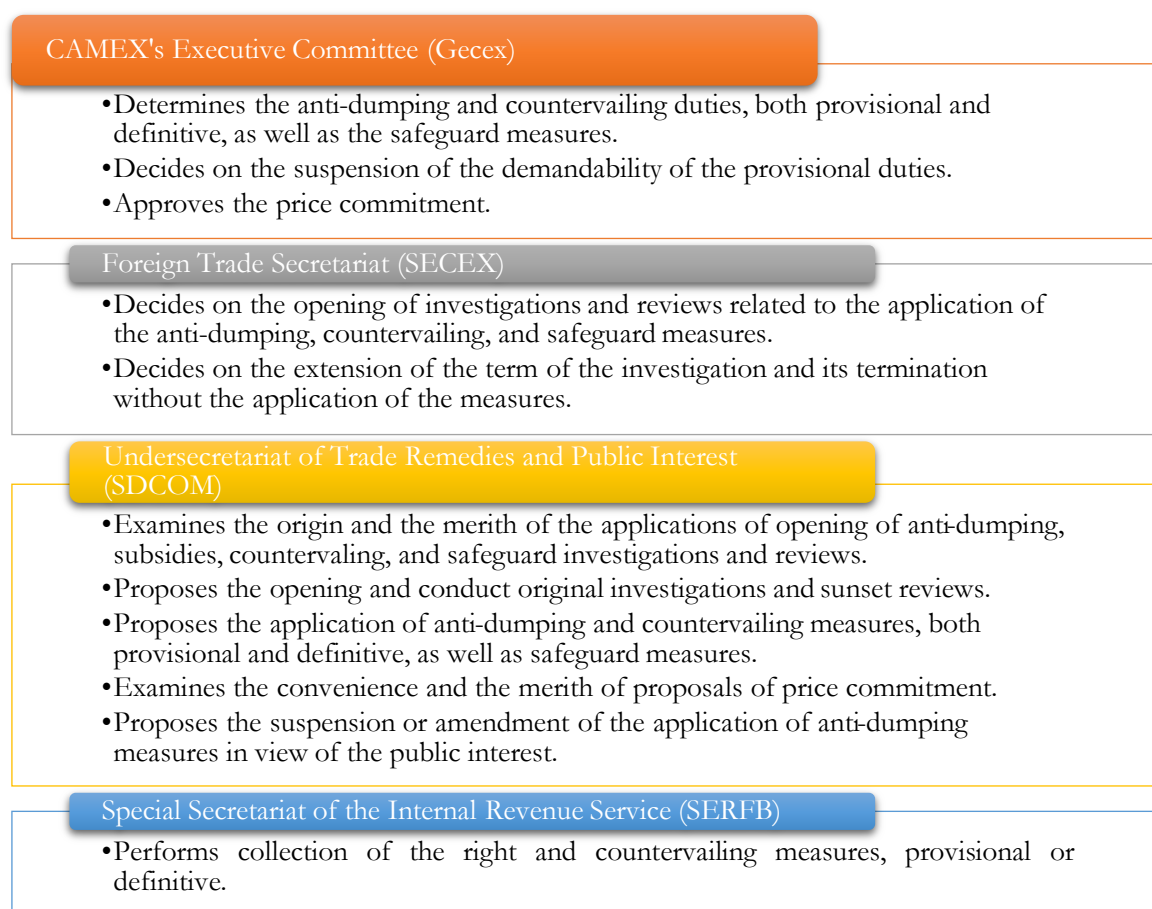 CAMEX's Executive Committee (Gecex)
•Determines the anti-dumping and countervailing duties, both provisional and
definitive, as well as the safeguard measures.
•Decides on the suspension of the demandability of the provisional duties.
•Approves the price commitment.
Foreign Trade Secretariat (SECEX)
•Decides on the opening of investigations and reviews related to the application of
the anti-dumping, countervailing, and safeguard measures.
•Decides on the extension of the term of the investigation and its termination
without the application of the measures.
Undersecretariat of Trade Remedies and Public Interest
(SDCOM)
•Examines the origin and the merith of the applications of opening of anti-dumping,
subsidies, countervaling, and safeguard investigations and reviews.
•Proposes the opening and conduct original investigations and sunset reviews.
•Proposes the application of anti-dumping and countervailing measures, both
provisional and definitive, as well as safeguard measures.
•Examines the convenience and the merith of proposals of price commitment.
•Proposes the suspension or amendment of the application of anti-dumping
measures in view of the public interest.
Special Secretariat of the Internal Revenue Service (SERFB)
•Performs collection of the right and countervailing measures, provisional or
definitive.